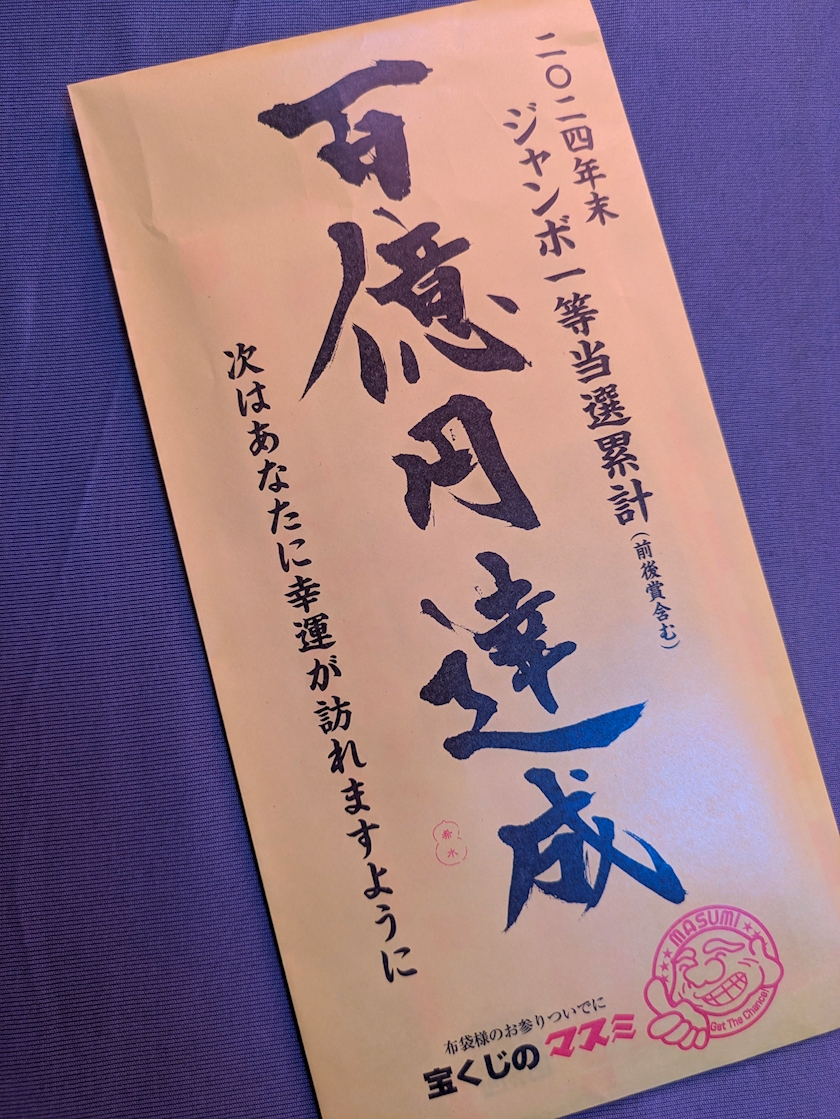 二〇二四年末
ジャンボ一等当選累計(前後賞含む)
百億円達成
次はあなたに幸運が訪れますように
希水
布袋様のお参りついでに
宝くじのマスミ
MASUMI
Get The Chance!!